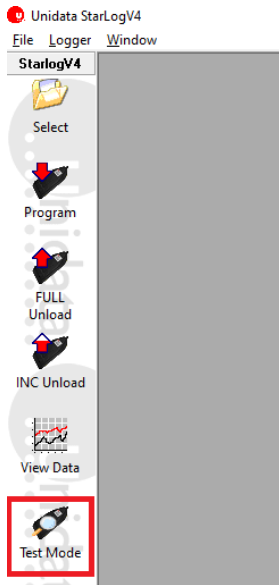 Unidata StarLogV4
File Logger Window
StarlogV4
Select
Program
FULL
Unload
INC Unload
View Data
Test Mode